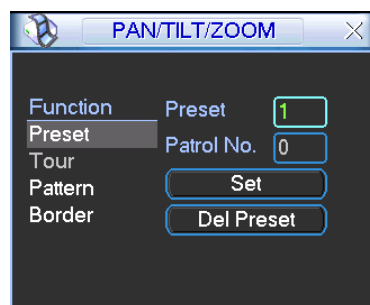 PAN/TILT/ZOOM
Function
Preset
Tour
Pattern
Border
Preset 1
Patrol No. 0
Set
Del Preset